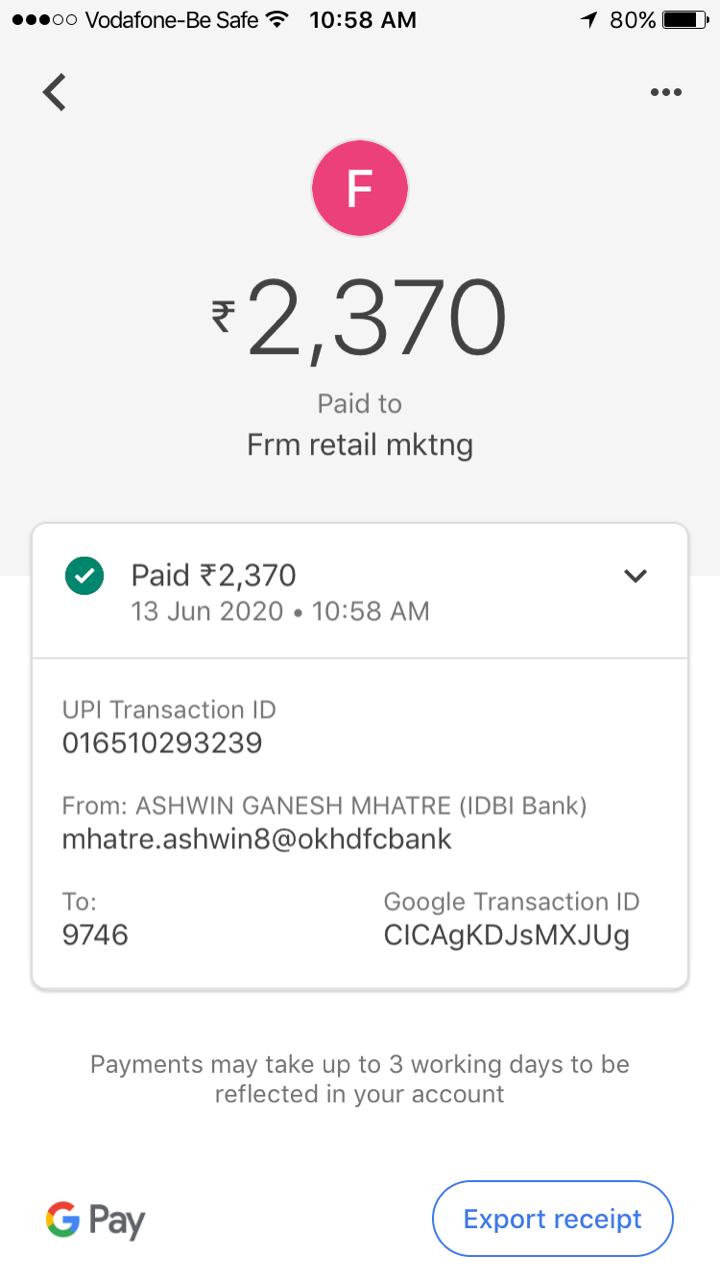 Vodafone-Be Safe 10:58 AM 80%
F
₹2,370
Paid to
Frm retail mktng
Paid ₹2,370
13 Jun 2020 • 10:58 AM
UPI Transaction ID
016510293239
From: ASHWIN GANESH MHATRE (IDBI Bank)
mhatre.ashwin8@okhdfcbank
To: Google Transaction ID
9746 CICAgKDJsMXJUg
Payments may take up to 3 working days to be
reflected in your account
G Pay Export receipt